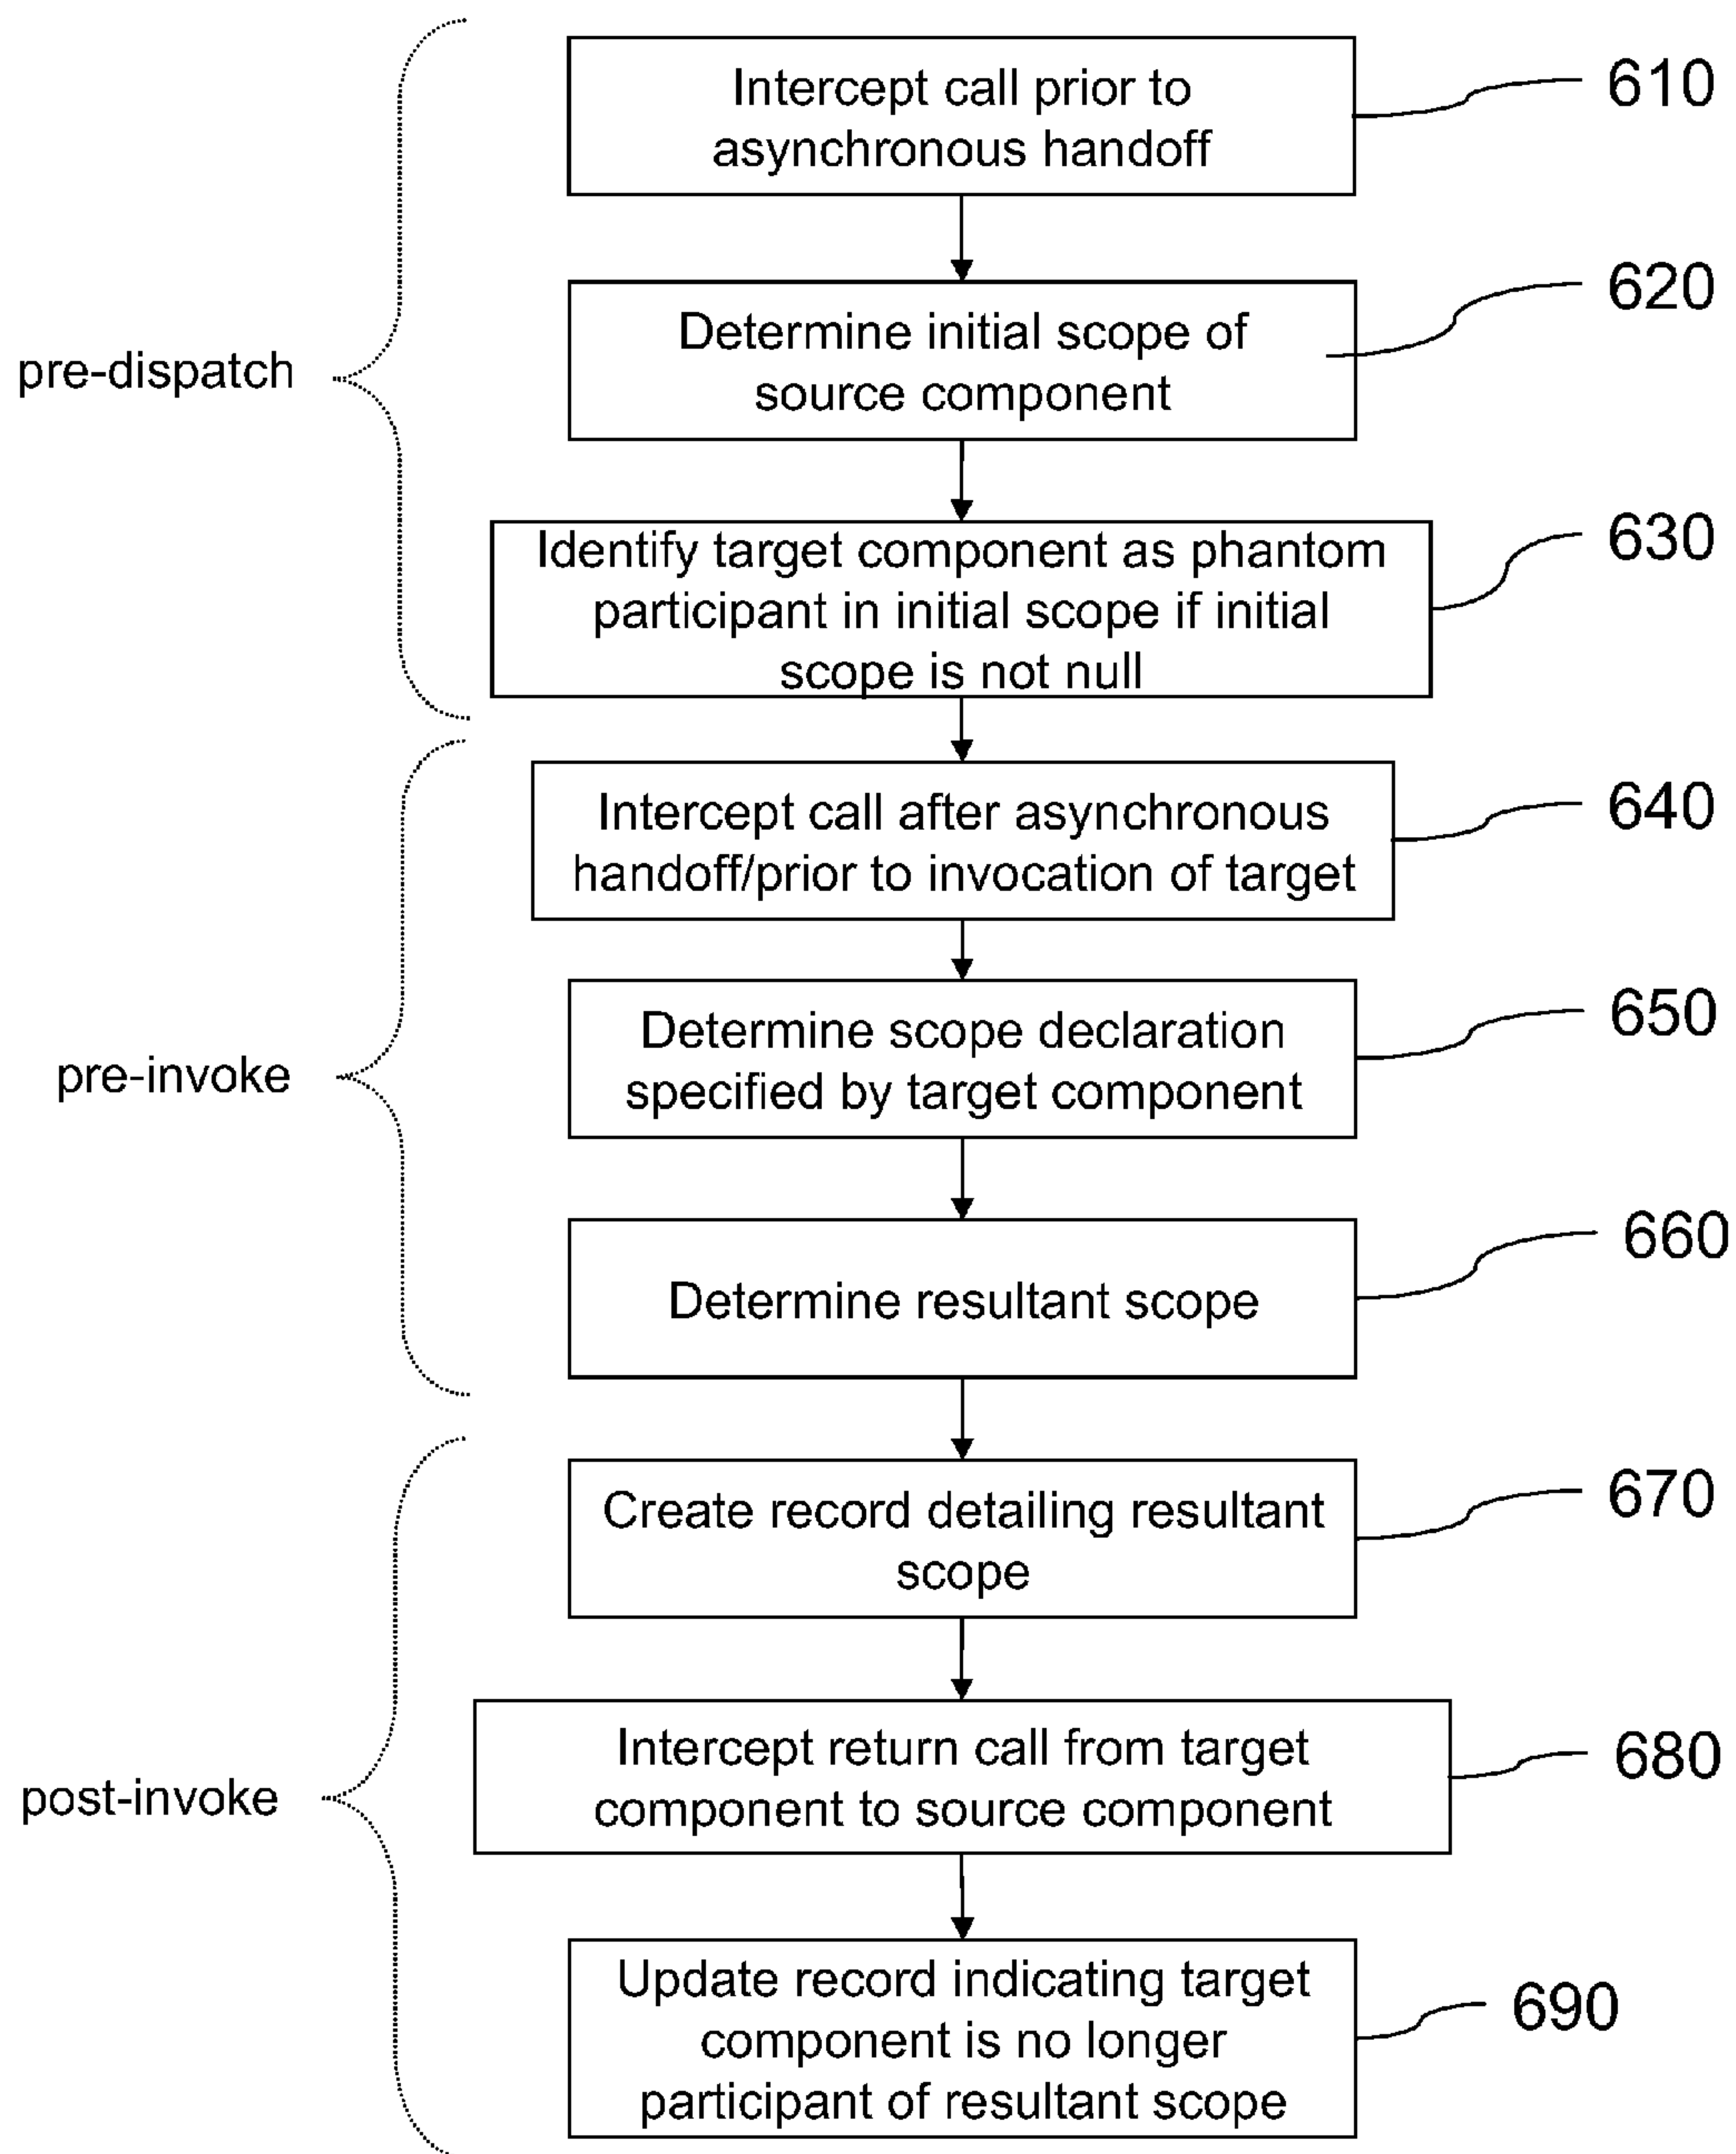 Intercept call prior to
asynchronous handoff
610
Determine initial scope of
source component
620
pre-dispatch
Identify target component as phantom
participant in initial scope if initial
scope is not null
630
Intercept call after asynchronous
handoff/prior to invocation of target
640
Determine scope declaration
specified by target component
650
pre-invoke
Determine resultant scope
660
Create record detailing resultant
scope
670
Intercept return call from target
component to source component
680
post-invoke
Update record indicating target
component is no longer
participant of resultant scope
690